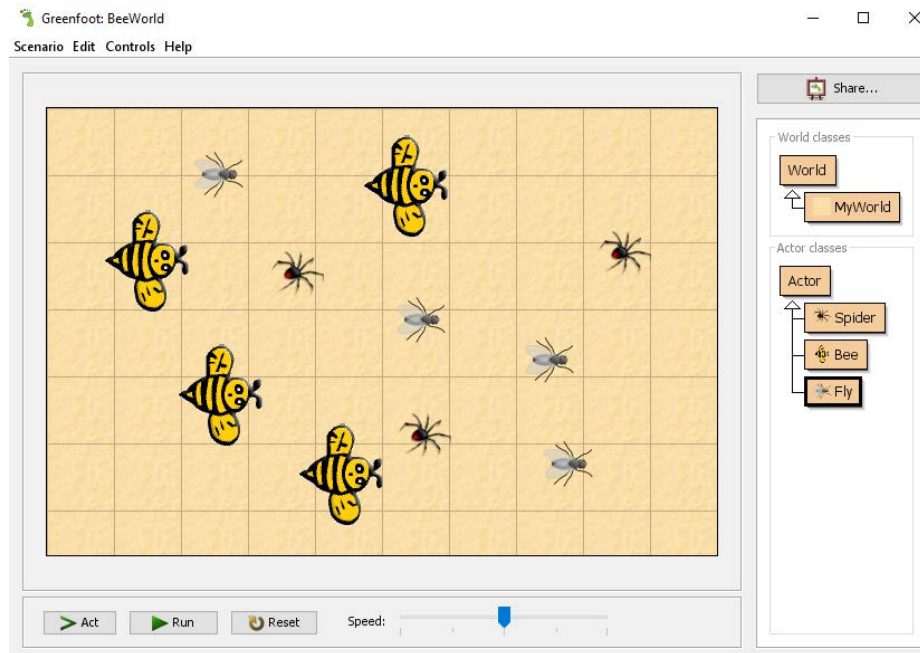 Greenfoot: BeeWorld
Scenario Edit Controls Help
Share...
World classes
World
MyWorld
Actor classes
Actor
Spider
Bee
Fly
Act Run Reset Speed: